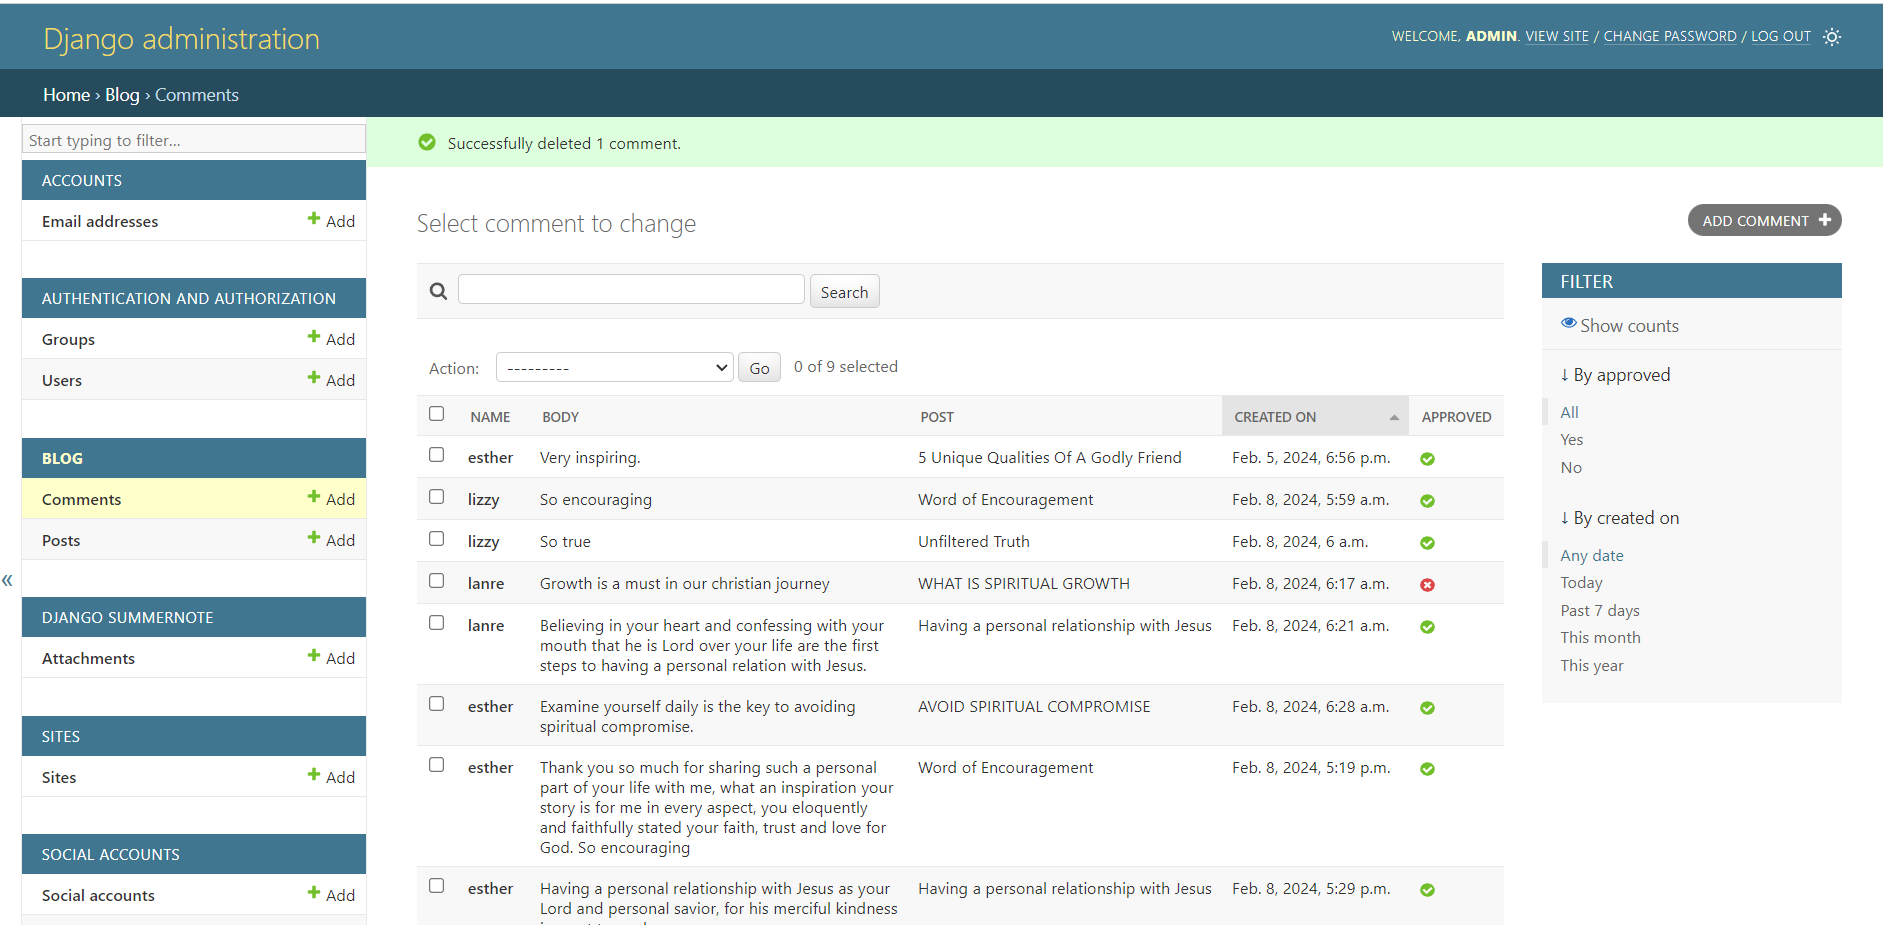 Django administration
WELCOME, ADMIN. VIEW SITE / CHANGE PASSWORD / LOG OUT
Home › Blog › Comments
Start typing to filter...
ACCOUNTS
Email addresses + Add
AUTHENTICATION AND AUTHORIZATION
Groups + Add
Users + Add
BLOG
Comments + Add
Posts + Add
«
DJANGO SUMMERNOTE
Attachments + Add
SITES
Sites + Add
SOCIAL ACCOUNTS
Social accounts + Add
Successfully deleted 1 comment.
Select comment to change
ADD COMMENT +
Search
Action: --------- Go 0 of 9 selected
NAME BODY POST CREATED ON APPROVED
esther Very inspiring. 5 Unique Qualities Of A Godly Friend Feb. 5, 2024, 6:56 p.m.
lizzy So encouraging Word of Encouragement Feb. 8, 2024, 5:59 a.m.
lizzy So true Unfiltered Truth Feb. 8, 2024, 6 a.m.
lanre Growth is a must in our christian journey WHAT IS SPIRITUAL GROWTH Feb. 8, 2024, 6:17 a.m.
lanre Believing in your heart and confessing with your Having a personal relationship with Jesus Feb. 8, 2024, 6:21 a.m.
mouth that he is Lord over your life are the first
steps to having a personal relation with Jesus.
esther Examine yourself daily is the key to avoiding AVOID SPIRITUAL COMPROMISE Feb. 8, 2024, 6:28 a.m.
spiritual compromise.
esther Thank you so much for sharing such a personal Word of Encouragement Feb. 8, 2024, 5:19 p.m.
part of your life with me, what an inspiration your
story is for me in every aspect, you eloquently
and faithfully stated your faith, trust and love for
God. So encouraging
esther Having a personal relationship with Jesus as your Having a personal relationship with Jesus Feb. 8, 2024, 5:29 p.m.
Lord and personal savior, for his merciful kindness
FILTER
Show counts
↓ By approved
All
Yes
No
↓ By created on
Any date
Today
Past 7 days
This month
This year